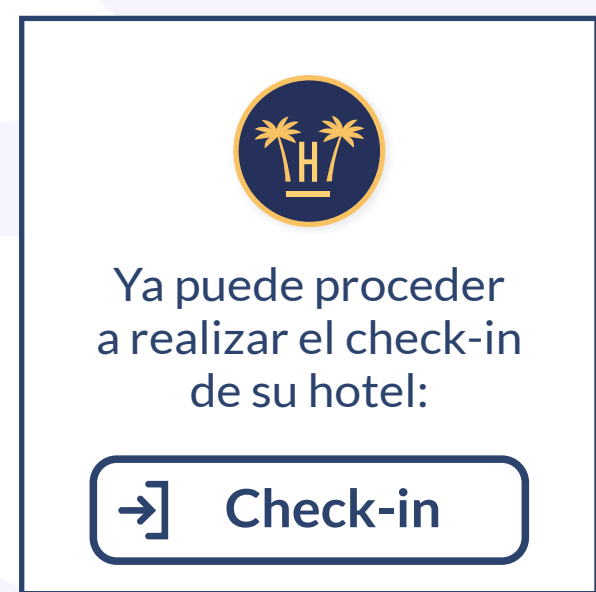 H
Ya puede proceder
a realizar el check-in
de su hotel:
Check-in